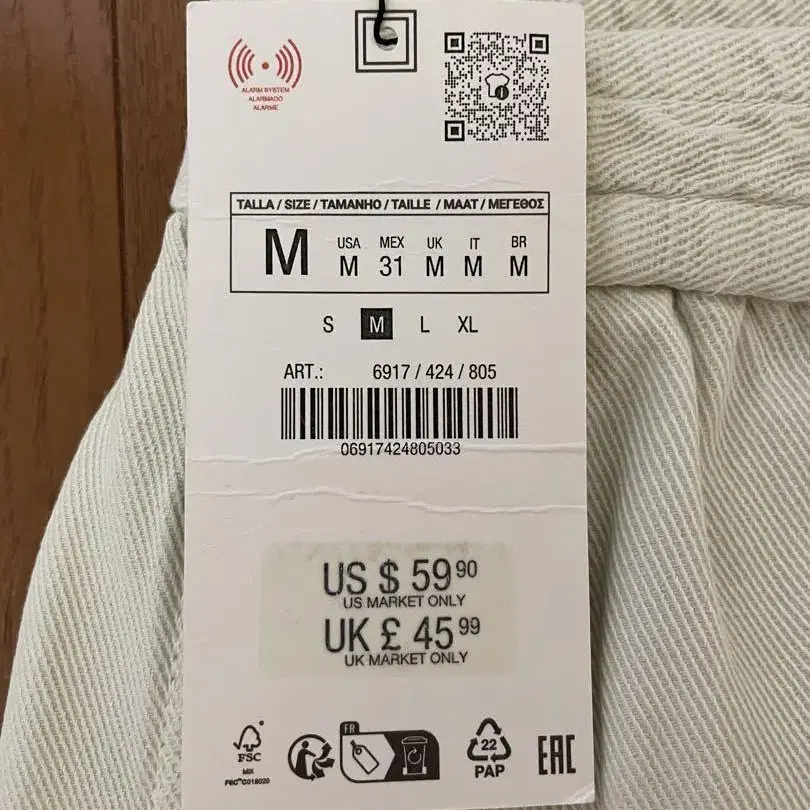 ALARM SYSTEM
ALARMADO
ALARME
TALLA / SIZE / TAMANHO / TAILLE / MAAT / ΜΕΓΕΘΟΣ
M USA MEX UK IT BR
M 31 M M M
S M L XL
ART.: 6917 / 424 / 805
06917424805033
US $ 59.90
US MARKET ONLY
UK £ 45.99
UK MARKET ONLY
FSC
MIX
FSC™ C015020
FR
22
PAP
EAC